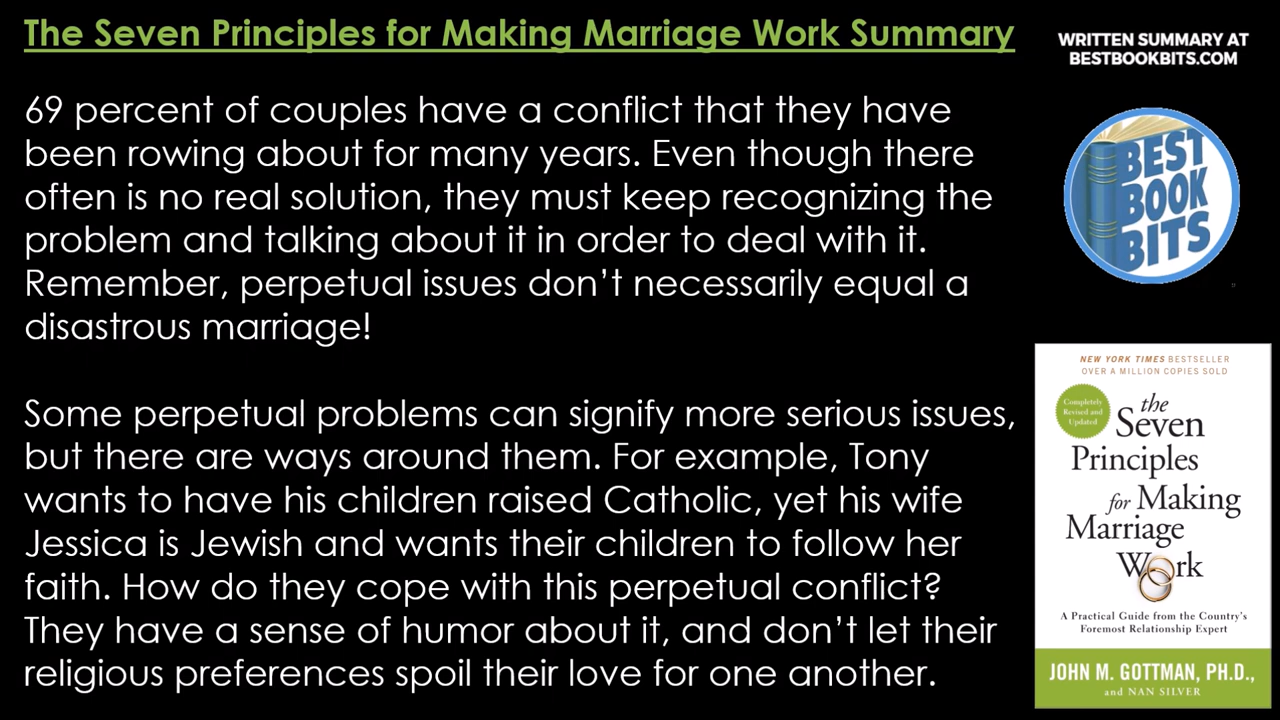 The Seven Principles for Making Marriage Work Summary
69 percent of couples have a conflict that they have
been rowing about for many years. Even though there
often is no real solution, they must keep recognizing the
problem and talking about it in order to deal with it.
Remember, perpetual issues don’t necessarily equal a
disastrous marriage!
Some perpetual problems can signify more serious issues,
but there are ways around them. For example, Tony
wants to have his children raised Catholic, yet his wife
Jessica is Jewish and wants their children to follow her
faith. How do they cope with this perpetual conflict?
They have a sense of humor about it, and don’t let their
religious preferences spoil their love for one another.
WRITTEN SUMMARY AT
BESTBOOKBITS.COM
BEST
BOOK
BITS
NEW YORK TIMES BESTSELLER
OVER A MILLION COPIES SOLD
Completely
Revised and
Updated
the
Seven
Principles
for Making
Marriage
Work
A Practical Guide from the Country's
Foremost Relationship Expert
JOHN M. GOTTMAN, PH.D.,
and NAN SILVER